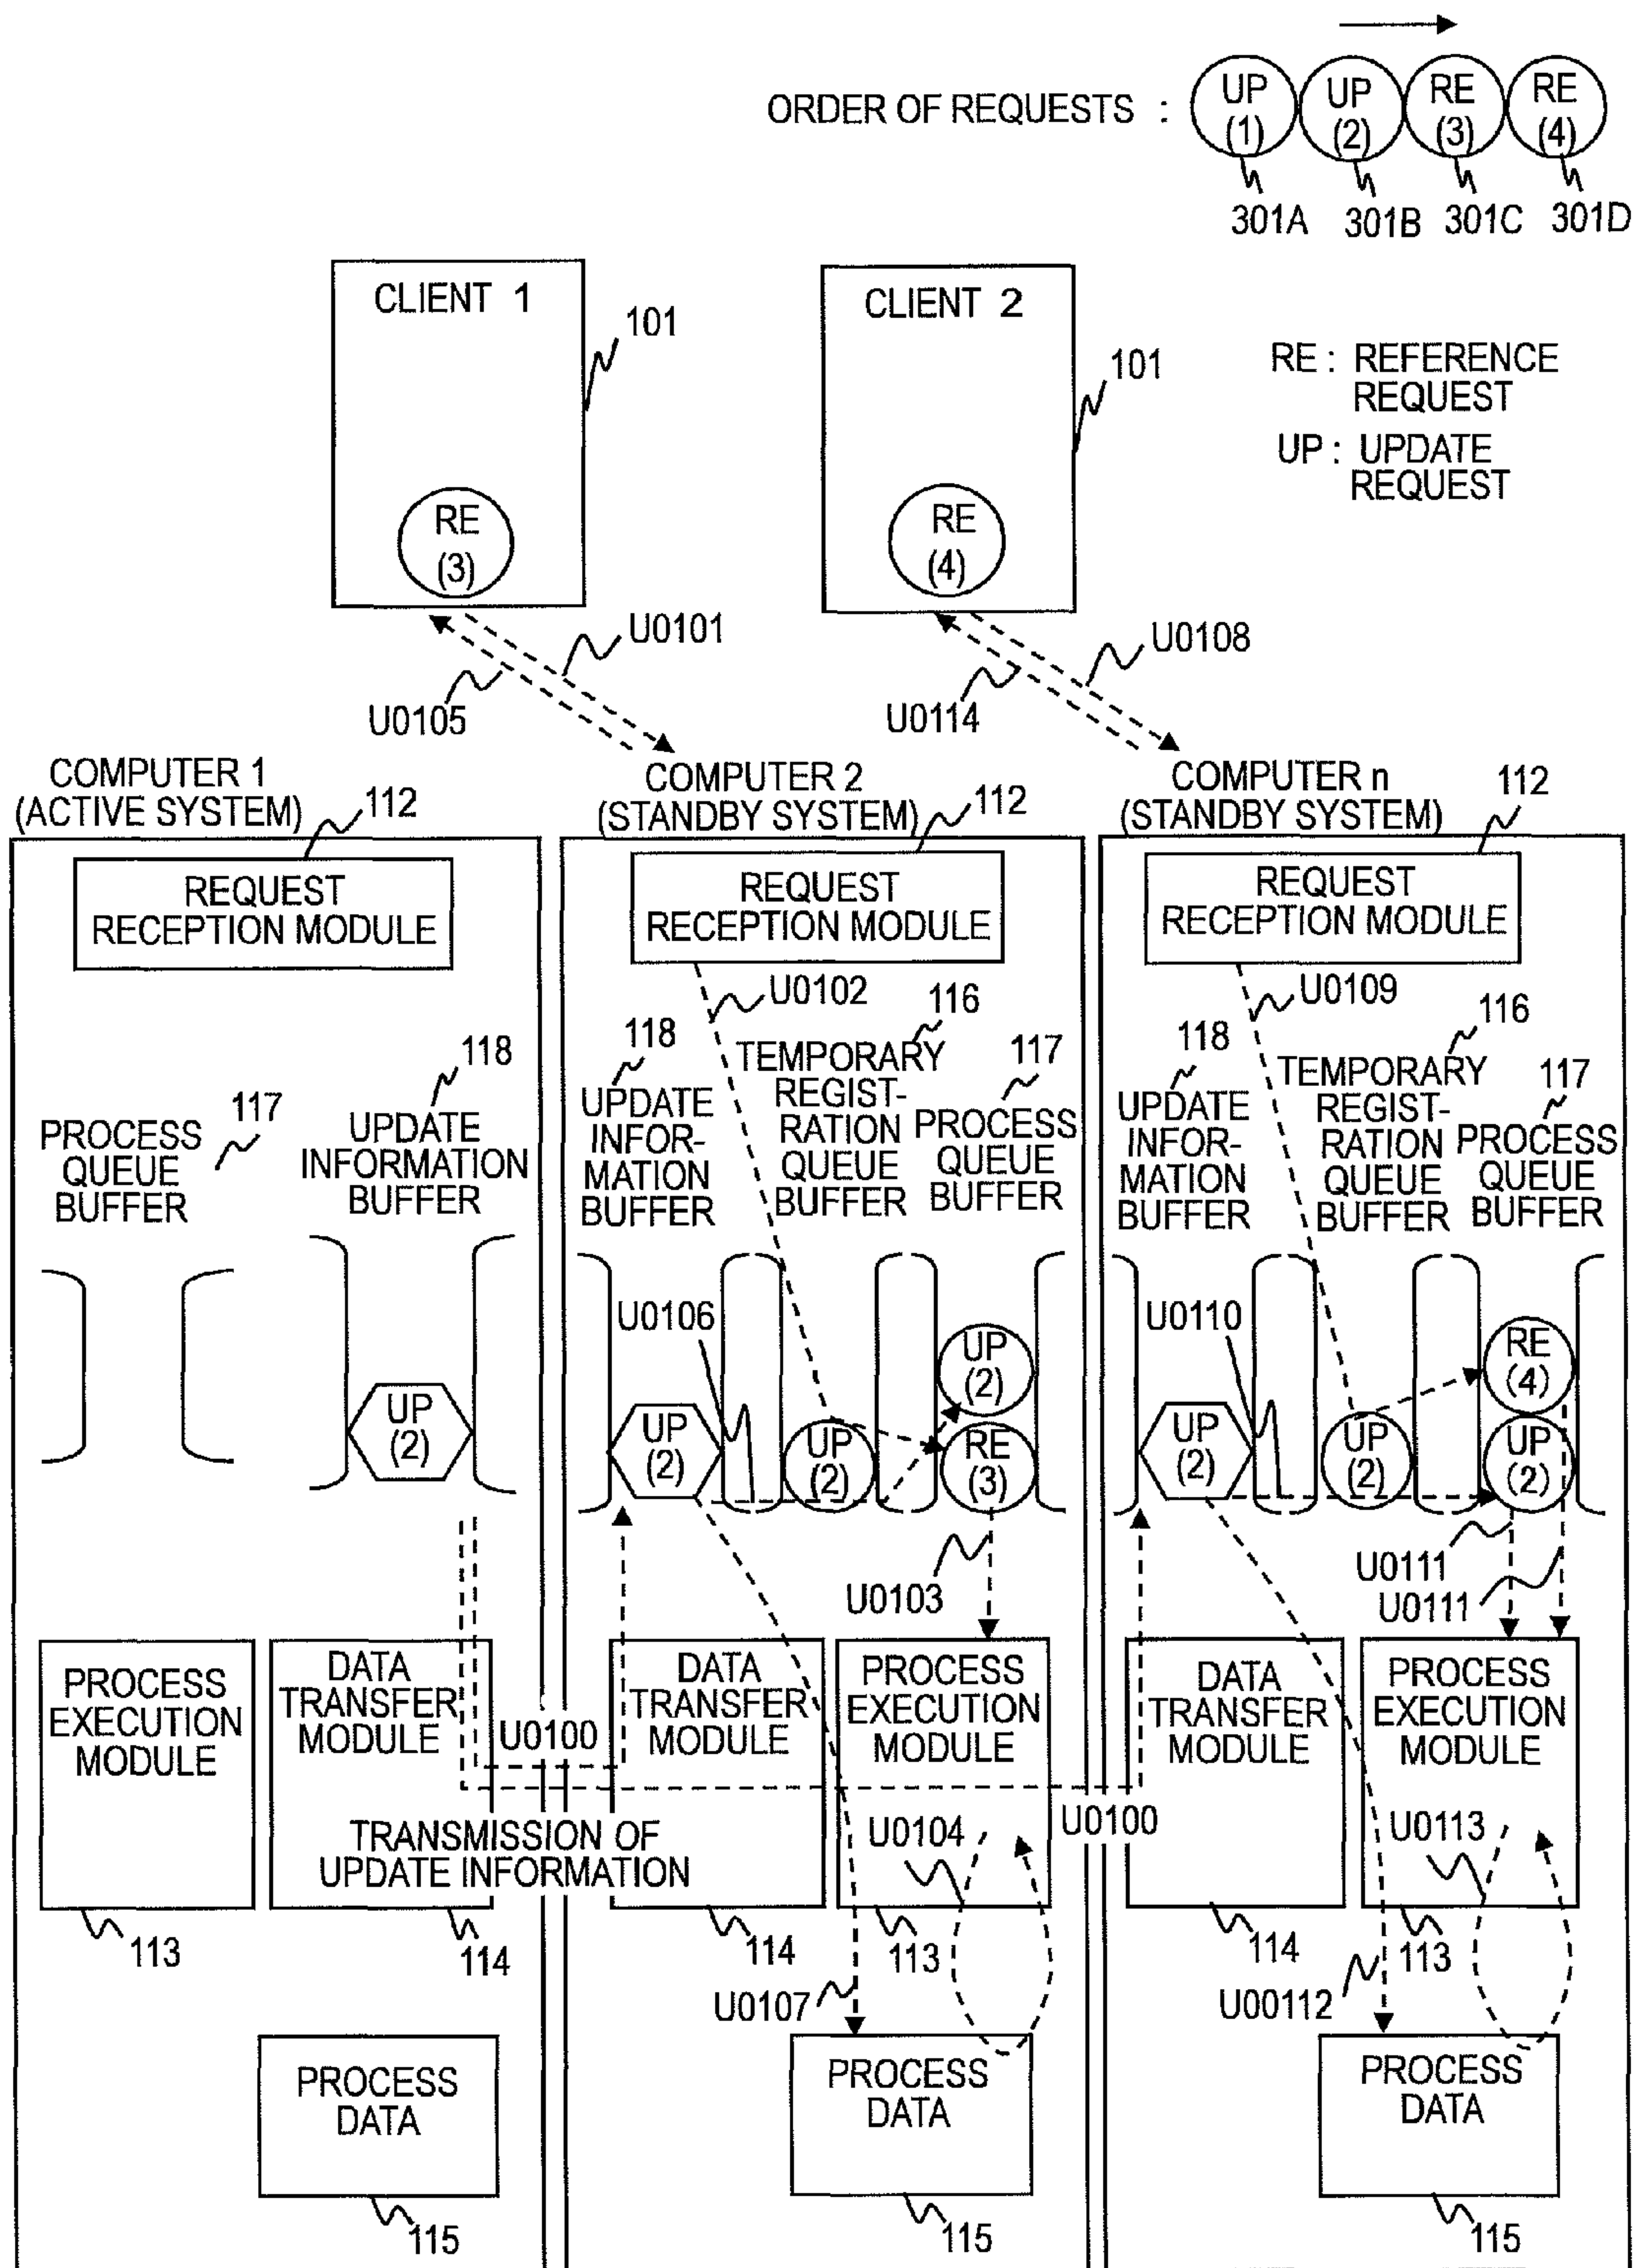 ORDER OF REQUESTS :
UP (1)
UP (2)
RE (3)
RE (4)
301A 301B 301C 301D
CLIENT 1
101
RE
(3)
CLIENT 2
101
RE
(4)
RE : REFERENCE
REQUEST
UP : UPDATE
REQUEST
U0101
U0105
U0108
U0114
COMPUTER 1
(ACTIVE SYSTEM)
112
REQUEST
RECEPTION MODULE
117
PROCESS
QUEUE
BUFFER
118
UPDATE
INFORMATION
BUFFER
UP
(2)
PROCESS
EXECUTION
MODULE
113
DATA
TRANSFER
MODULE
114
U0100
TRANSMISSION OF
UPDATE INFORMATION
PROCESS
DATA
115
COMPUTER 2
(STANDBY SYSTEM)
112
REQUEST
RECEPTION MODULE
U0102
118
UPDATE
INFOR-
MATION
BUFFER
116
TEMPORARY
REGIST-
RATION
QUEUE
BUFFER
117
PROCESS
QUEUE
BUFFER
U0106
UP
(2)
UP
(2)
UP
(2)
RE
(3)
U0103
DATA
TRANSFER
MODULE
114
PROCESS
EXECUTION
MODULE
113
U0104
U0100
U0107
PROCESS
DATA
115
COMPUTER n
(STANDBY SYSTEM)
112
REQUEST
RECEPTION MODULE
U0109
118
UPDATE
INFOR-
MATION
BUFFER
116
TEMPORARY
REGIST-
RATION
QUEUE
BUFFER
117
PROCESS
QUEUE
BUFFER
U0110
UP
(2)
UP
(2)
RE
(4)
UP
(2)
U0111
U0111
DATA
TRANSFER
MODULE
114
PROCESS
EXECUTION
MODULE
113
U0113
U00112
PROCESS
DATA
115